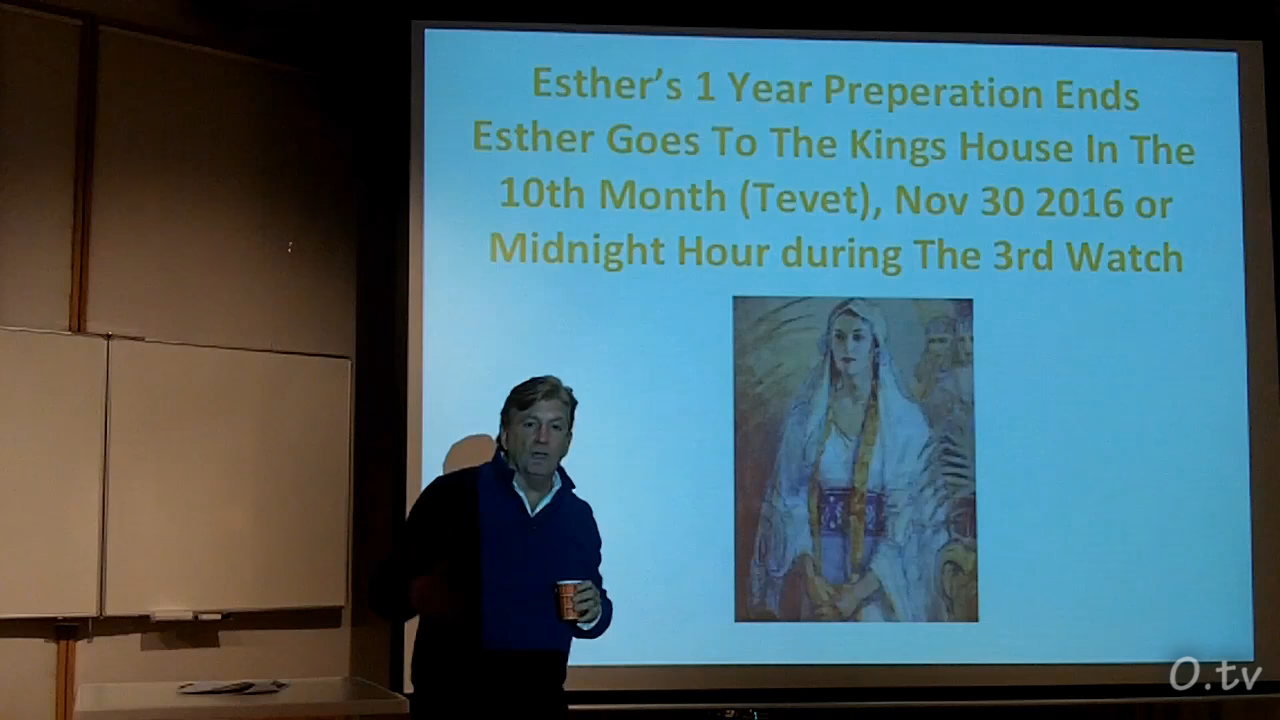 Esther's 1 Year Preperation Ends
Esther Goes To The Kings House In The
10th Month (Tevet), Nov 30 2016 or
Midnight Hour during The 3rd Watch
O.tv